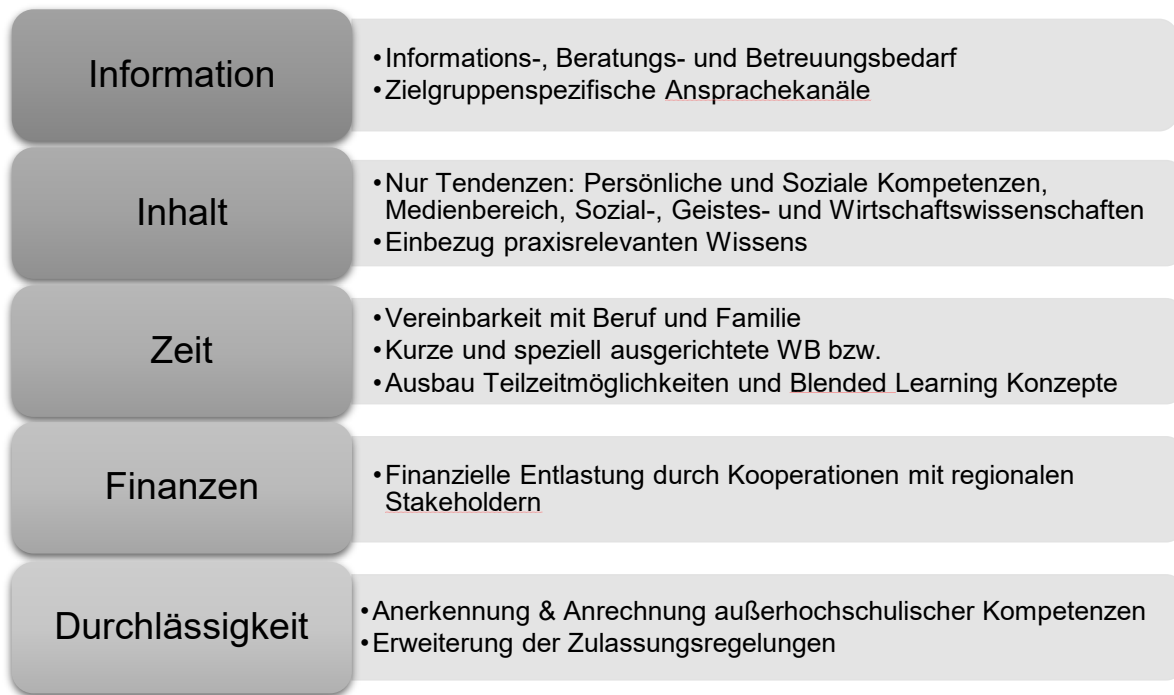 Information
•Informations-, Beratungs- und Betreuungsbedarf
•Zielgruppenspezifische Ansprachekanäle
Inhalt
•Nur Tendenzen: Persönliche und Soziale Kompetenzen,
Medienbereich, Sozial-, Geistes- und Wirtschaftswissenschaften
•Einbezug praxisrelevanten Wissens
Zeit
•Vereinbarkeit mit Beruf und Familie
•Kurze und speziell ausgerichtete WB bzw.
•Ausbau Teilzeitmöglichkeiten und Blended Learning Konzepte
Finanzen
•Finanzielle Entlastung durch Kooperationen mit regionalen
Stakeholdern
Durchlässigkeit
•Anerkennung & Anrechnung außerhochschulischer Kompetenzen
•Erweiterung der Zulassungsregelungen